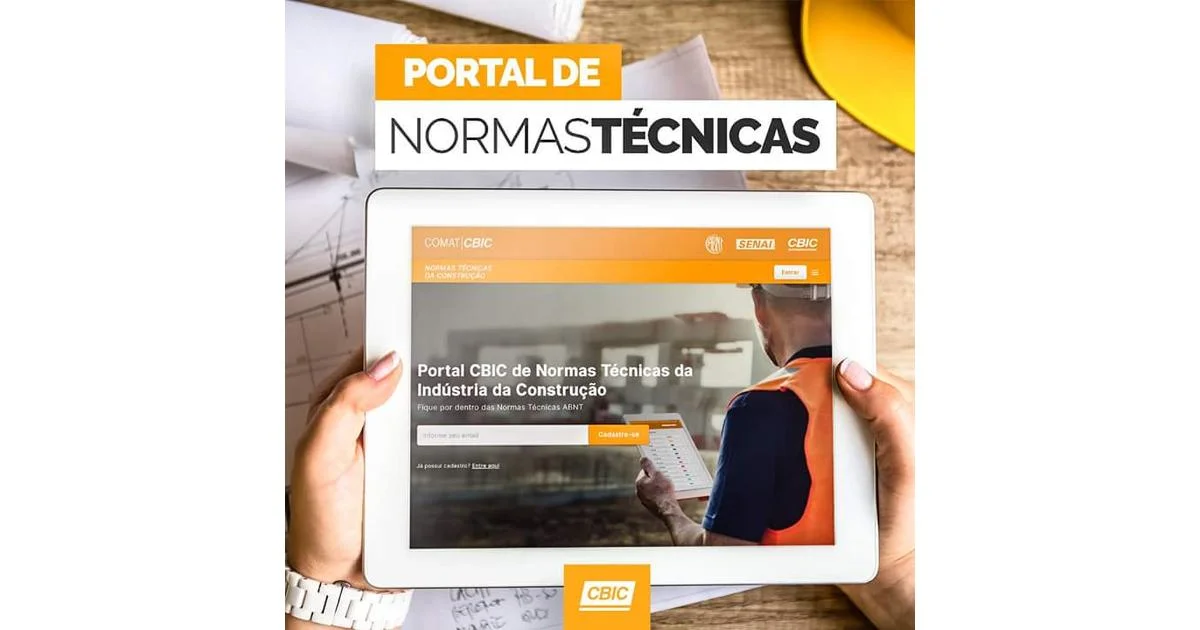 PORTAL DE
NORMASTÉCNICAS
COMAT|CBIC
ABNT
SENAI
CBIC
NORMAS TÉCNICAS
DA CONSTRUÇÃO
Entrar
Portal CBIC de Normas Técnicas da
Indústria da Construção
Fique por dentro das Normas Técnicas ABNT
Informe seu email
Cadastre-se
Já possui cadastro? Entre aqui
CBIC